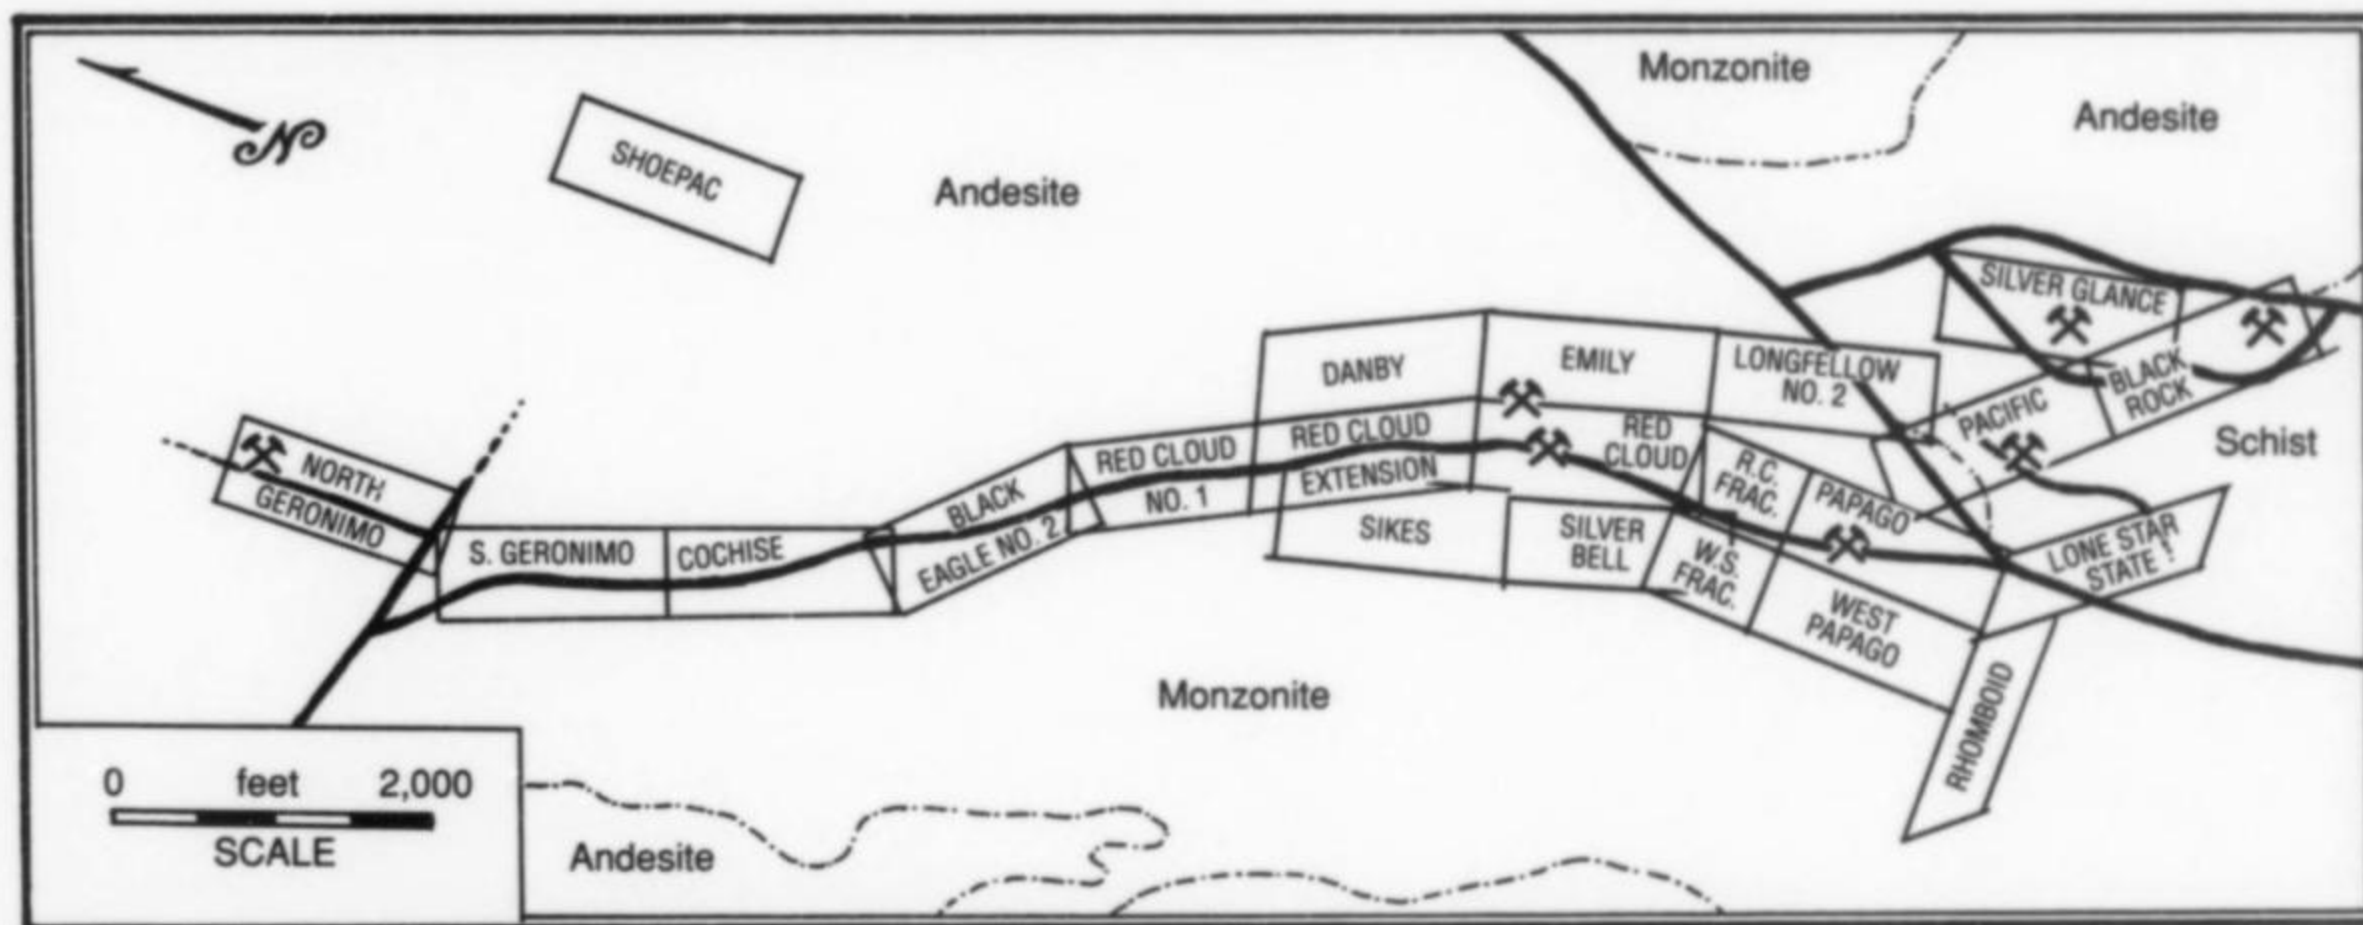 N
SHOEPAC
Andesite
Monzonite
Andesite
SILVER GLANCE
DANBY
EMILY
LONGFELLOW
NO. 2
BLACK
ROCK
PACIFIC
Schist
NORTH
GERONIMO
S. GERONIMO
COCHISE
BLACK
EAGLE NO. 2
RED CLOUD
NO. 1
RED CLOUD
EXTENSION
RED
CLOUD
R.C.
FRAC.
PAPAGO
SIKES
SILVER
BELL
W.S.
FRAC.
WEST
PAPAGO
LONE STAR
STATE !
RHOMBOID
Monzonite
0 feet 2,000
SCALE
Andesite